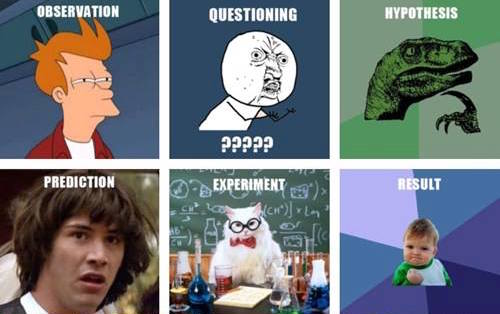 OBSERVATION
QUESTIONING
?????
HYPOTHESIS
PREDICTION
EXPERIMENT
RESULT